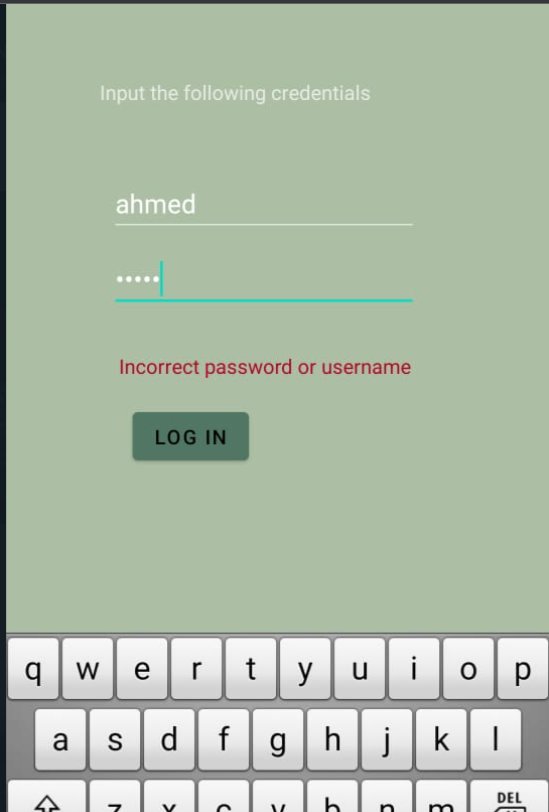 Input the following credentials
ahmed
•••••
Incorrect password or username
LOG IN
q w e r t y u i o p
a s d f g h j k l
z x c v b n m DEL